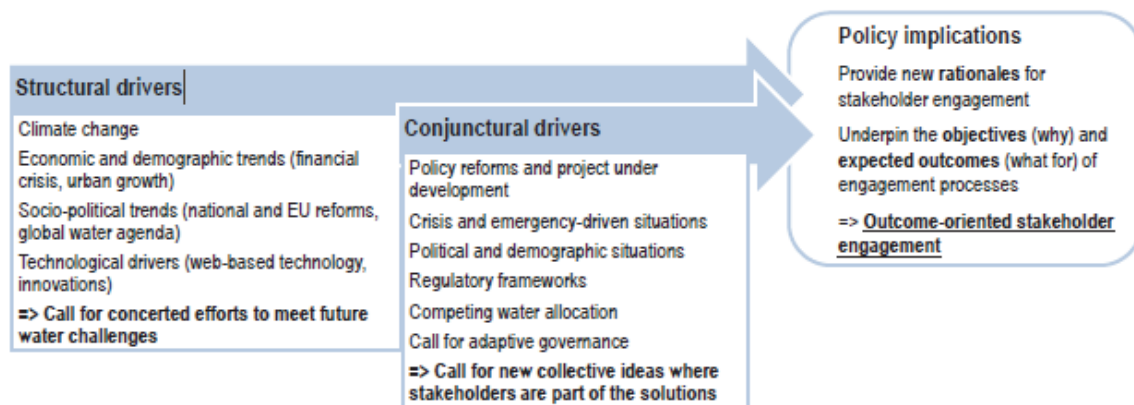 Structural drivers
Climate change
Economic and demographic trends (financial
crisis, urban growth)
Socio-political trends (national and EU reforms,
global water agenda)
Technological drivers (web-based technology,
innovations)
=> Call for concerted efforts to meet future
water challenges
Conjunctural drivers
Policy reforms and project under
development
Crisis and emergency-driven situations
Political and demographic situations
Regulatory frameworks
Competing water allocation
Call for adaptive governance
=> Call for new collective ideas where
stakeholders are part of the solutions
Policy implications
Provide new rationales for
stakeholder engagement
Underpin the objectives (why) and
expected outcomes (what for) of
engagement processes
=> Outcome-oriented stakeholder
engagement